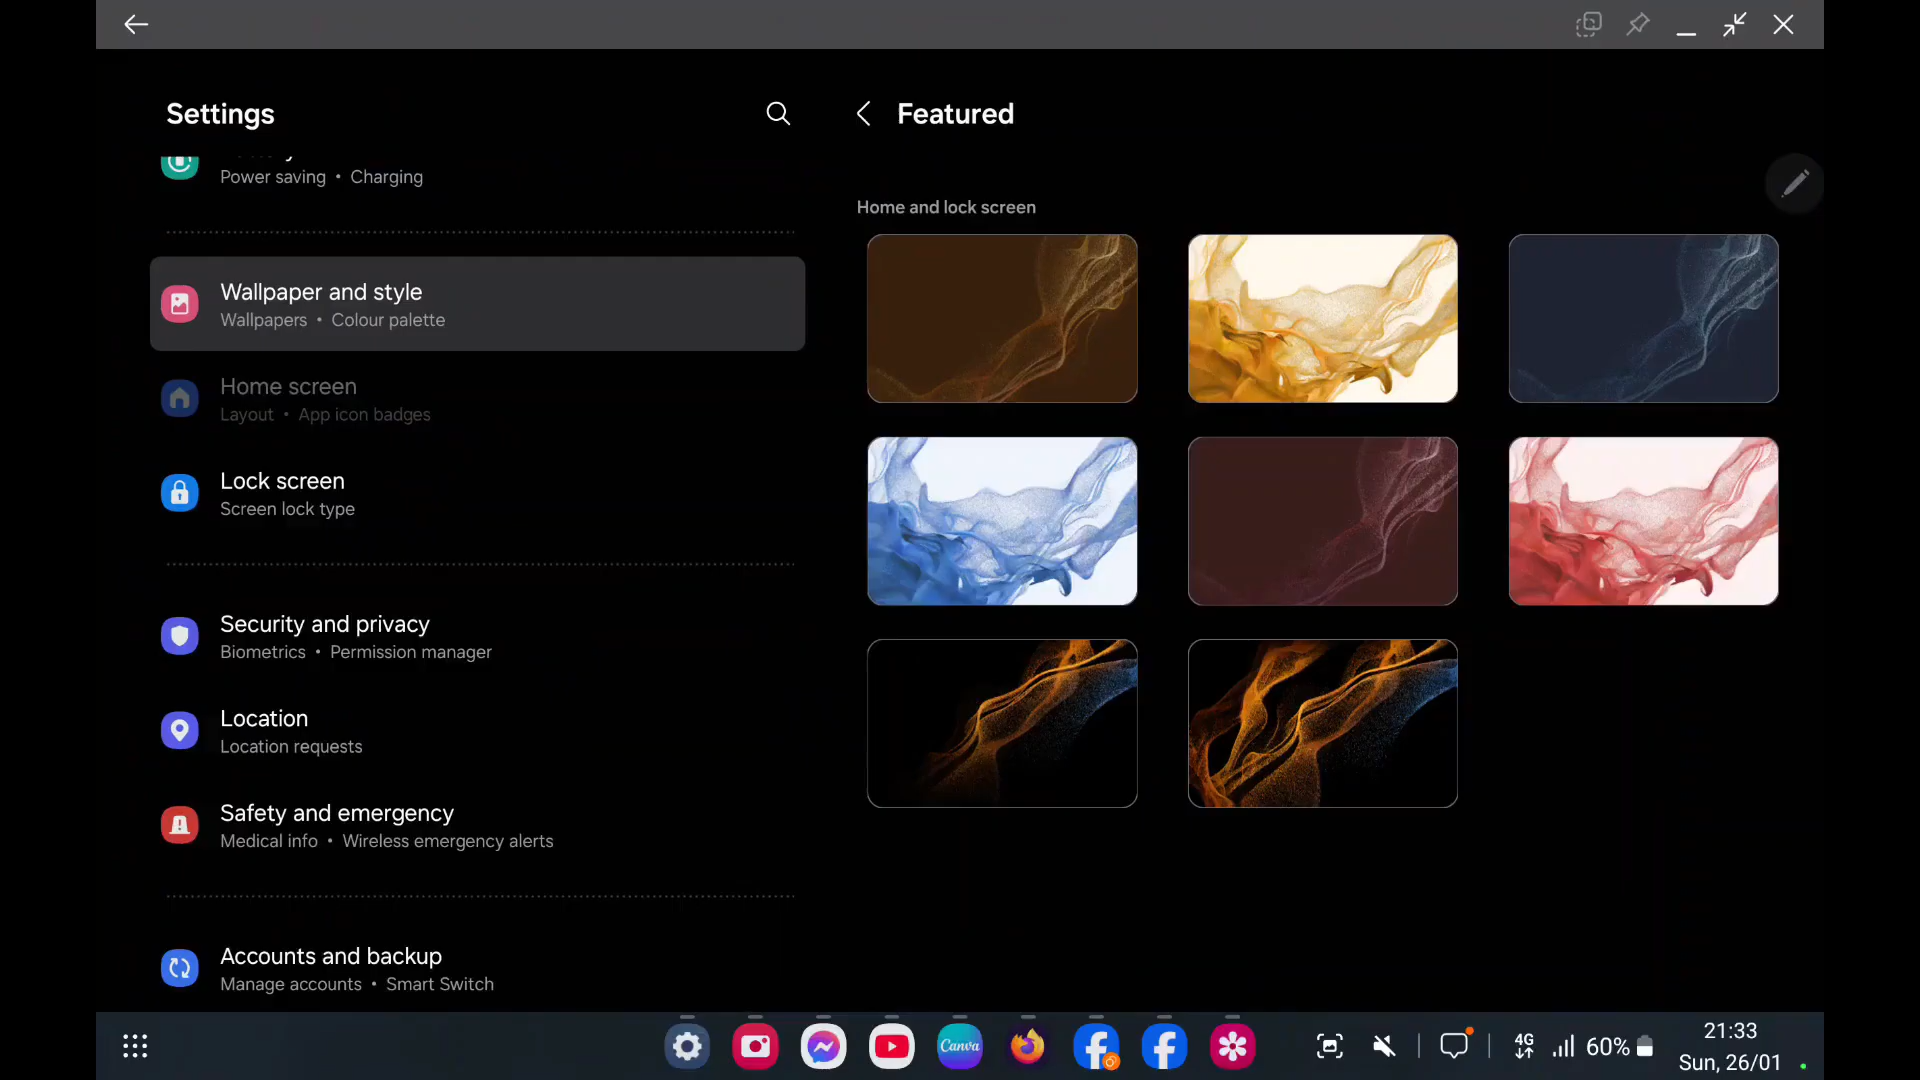 Settings
Power saving • Charging
Wallpaper and style
Wallpapers • Colour palette
Home screen
Layout • App icon badges
Lock screen
Screen lock type
Security and privacy
Biometrics • Permission manager
Location
Location requests
Safety and emergency
Medical info • Wireless emergency alerts
Accounts and backup
Manage accounts • Smart Switch
Featured
Home and lock screen
Canva
4G
60%
21:33
Sun, 26/01